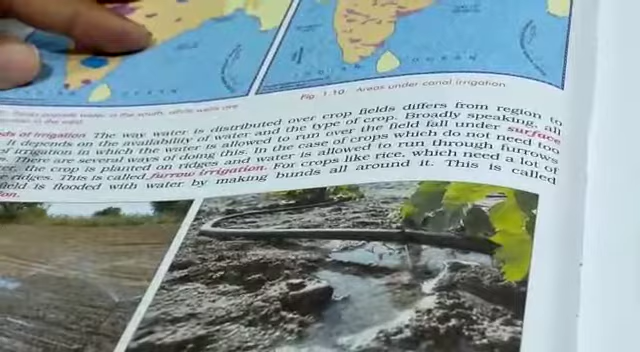 Fig. 1.10 Areas under canal irrigation
of irrigation The way water is distributed over crop fields differs from region to
It depends on the availability of water and the type of crop. Broadly speaking, all
irrigation in which the water is allowed to run over the field fall under surface
There are several ways of doing this. In the case of crops which do not need too
the crop is planted on ridges and water is allowed to run through furrows
ridges. This is called furrow irrigation. For crops like rice, which need a lot of
field is flooded with water by making bunds all around it. This is called